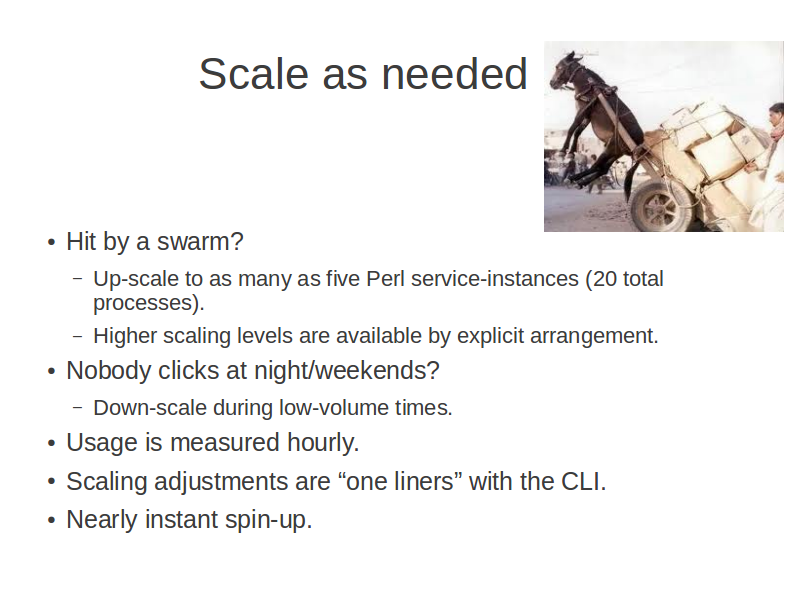 Scale as needed
• Hit by a swarm?
– Up-scale to as many as five Perl service-instances (20 total
processes).
– Higher scaling levels are available by explicit arrangement.
• Nobody clicks at night/weekends?
– Down-scale during low-volume times.
• Usage is measured hourly.
• Scaling adjustments are “one liners” with the CLI.
• Nearly instant spin-up.